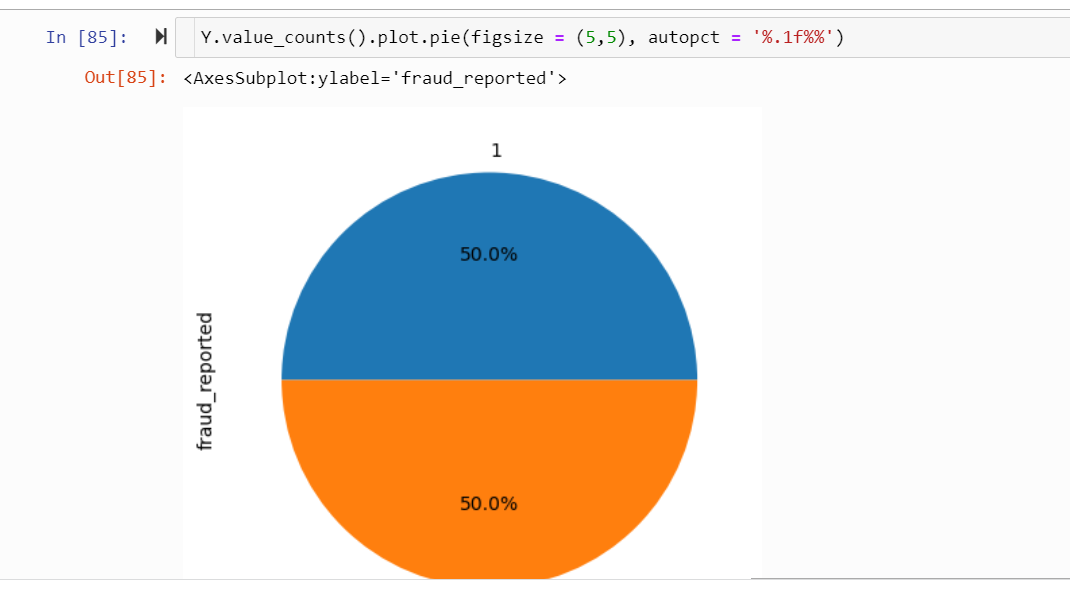 In [85]: Y.value_counts().plot.pie(figsize = (5,5), autopct = '%.1f%%')
Out[85]: <AxesSubplot:ylabel='fraud_reported'>
1
50.0%
fraud_reported
50.0%